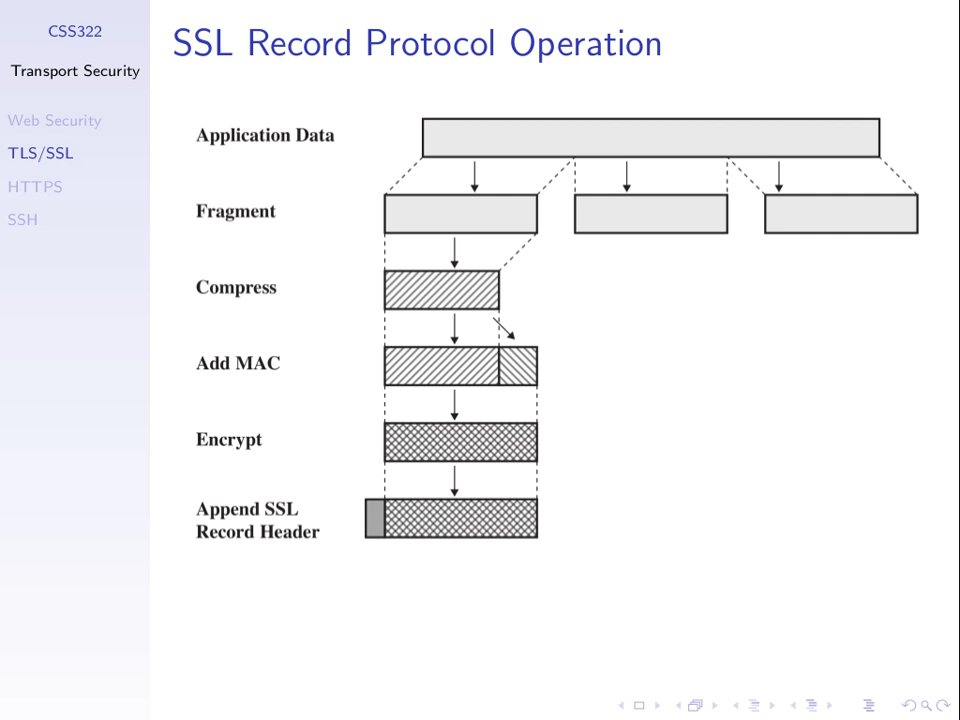 CSS322
Transport Security
Web Security
TLS/SSL
HTTPS
SSH
SSL Record Protocol Operation
Application Data
Fragment
Compress
Add MAC
Encrypt
Append SSL
Record Header